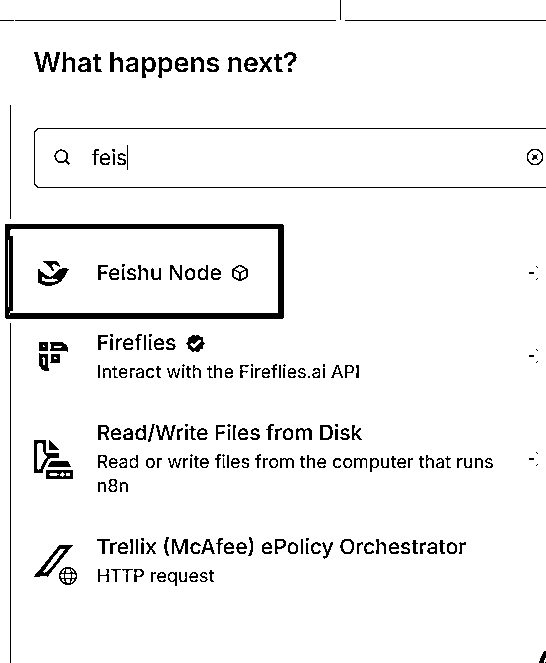 What happens next?
feis
Feishu Node
Fireflies
Interact with the Fireflies.ai API
Read/Write Files from Disk
Read or write files from the computer that runs
n8n
Trellix (McAfee) ePolicy Orchestrator
HTTP request